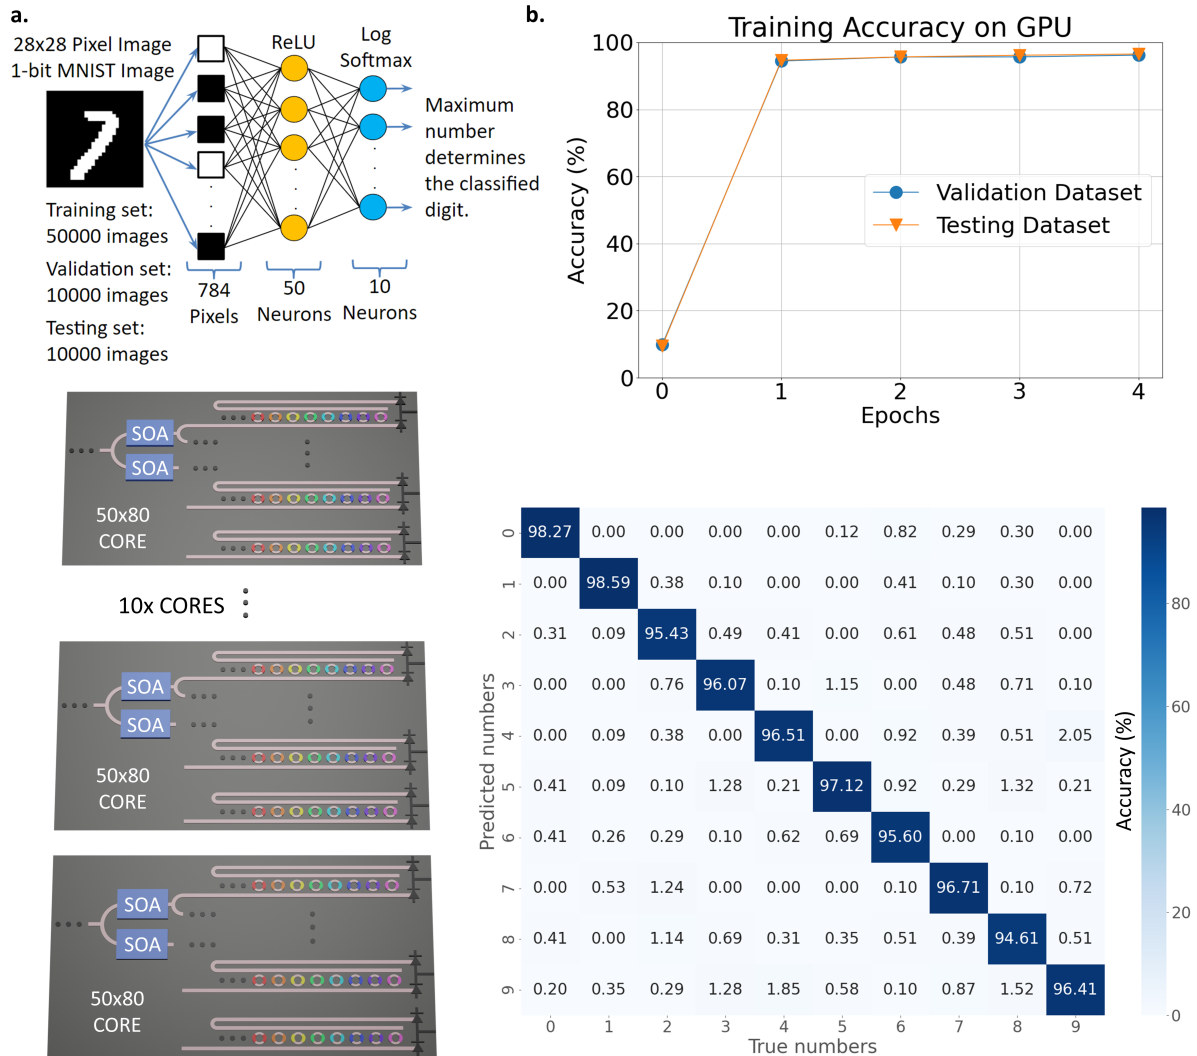 a.
28x28 Pixel Image
1-bit MNIST Image
ReLU
Log
Softmax
Maximum
number
determines
the classified
digit.
Training set:
50000 images
Validation set:
10000 images
Testing set:
10000 images
784
Pixels
50
Neurons
10
Neurons
SOA
SOA
50x80
CORE
10x CORES
SOA
SOA
50x80
CORE
SOA
SOA
50x80
CORE
b.
Training Accuracy on GPU
100
80
60
40
20
0
Accuracy (%)
Validation Dataset
Testing Dataset
0 1 2 3 4
Epochs
Predicted numbers
0 98.27 0.00 0.00 0.00 0.00 0.12 0.82 0.29 0.30 0.00
1 0.00 98.59 0.38 0.10 0.00 0.00 0.41 0.10 0.30 0.00
2 0.31 0.09 95.43 0.49 0.41 0.00 0.61 0.48 0.51 0.00
3 0.00 0.00 0.76 96.07 0.10 1.15 0.00 0.48 0.71 0.10
4 0.00 0.09 0.38 0.00 96.51 0.00 0.92 0.39 0.51 2.05
5 0.41 0.09 0.10 1.28 0.21 97.12 0.92 0.29 1.32 0.21
6 0.41 0.26 0.29 0.10 0.62 0.69 95.60 0.00 0.10 0.00
7 0.00 0.53 1.24 0.00 0.00 0.00 0.10 96.71 0.10 0.72
8 0.41 0.00 1.14 0.69 0.31 0.35 0.51 0.39 94.61 0.51
9 0.20 0.35 0.29 1.28 1.85 0.58 0.10 0.87 1.52 96.41
0 1 2 3 4 5 6 7 8 9
True numbers
Accuracy (%)
80
60
40
20
0